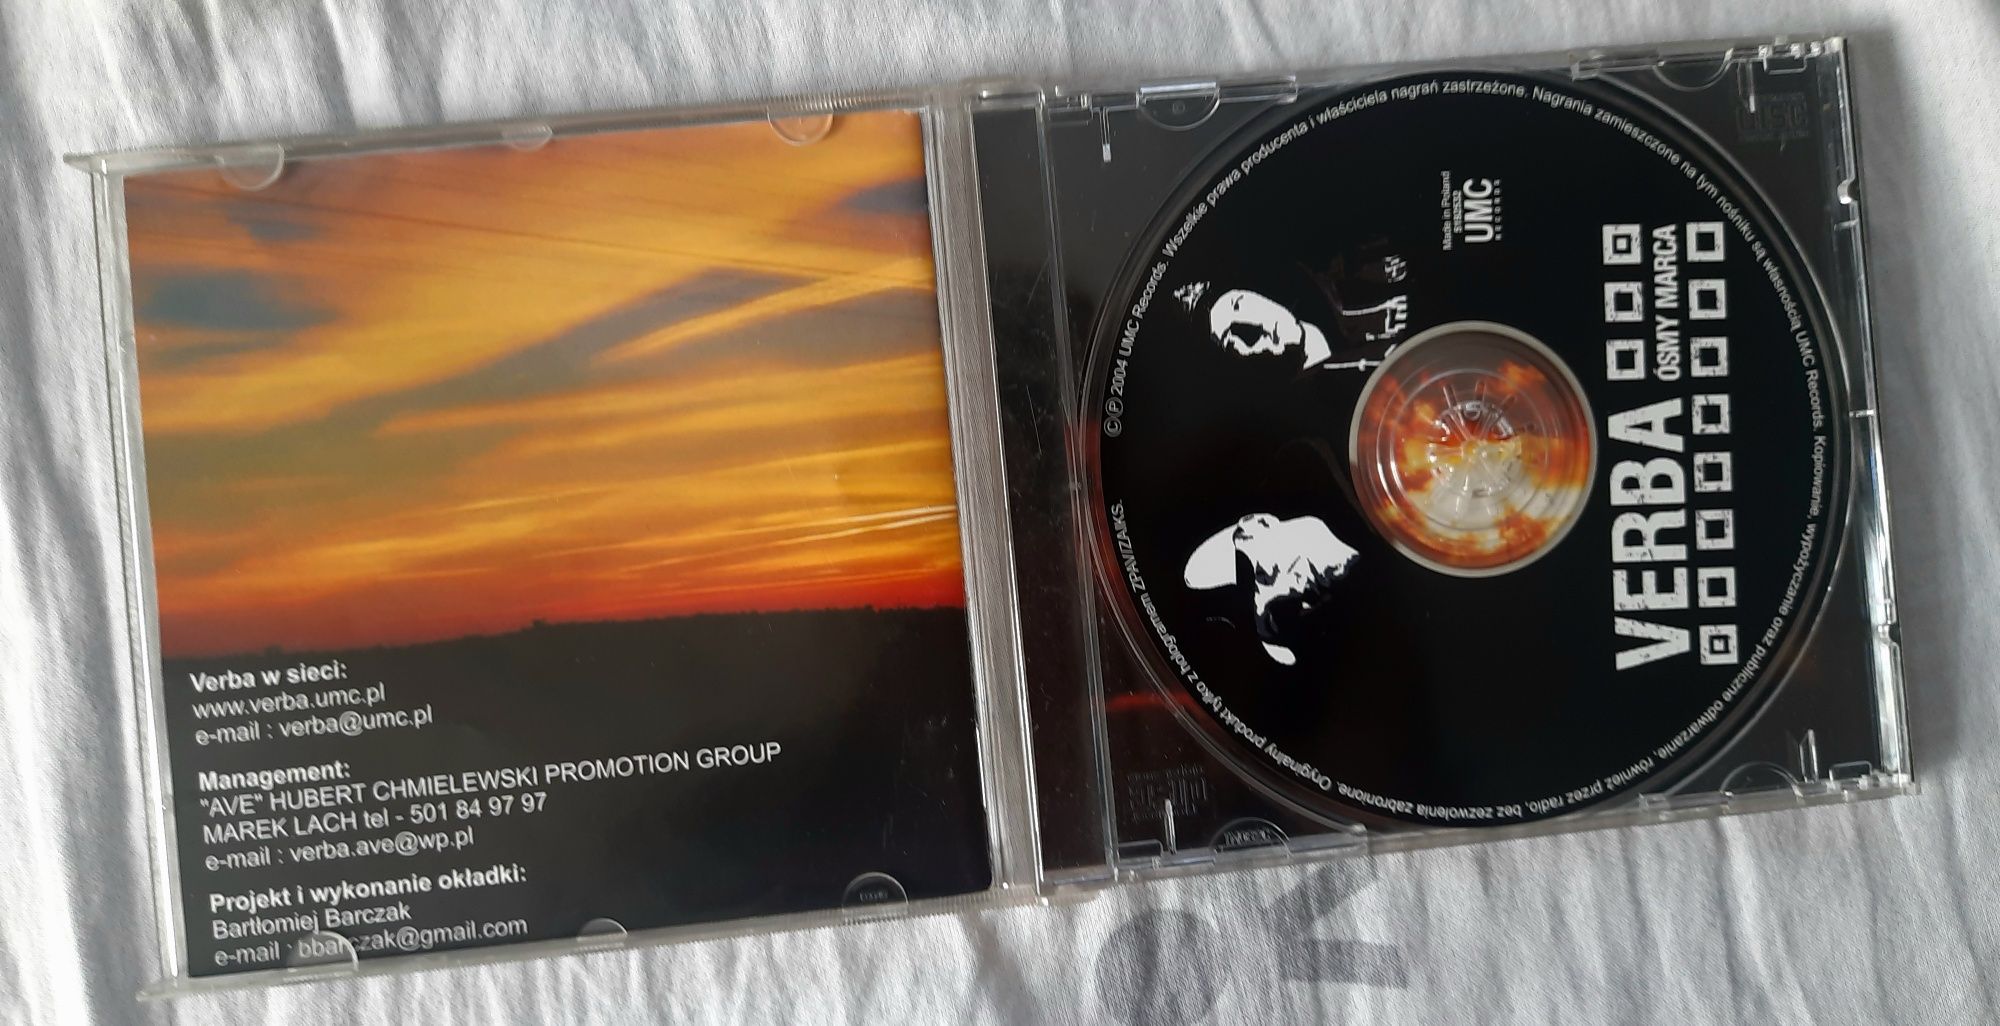 Verba w sieci:
www.verba.umc.pl
e-mail : verba@umc.pl
Management:
"AVE" HUBERT CHMIELEWSKI PROMOTION GROUP
MAREK LACH tel - 501 84 97 97
e-mail : verba.ave@wp.pl
Projekt i wykonanie okładki:
Bartłomiej Barczak
e-mail : bbarczak@gmail.com
VERBA
ÓSMY MARCA
Made in Poland
UMC
RECORDS
©℗ 2004 UMC Records. Wszelkie prawa producenta i właściciela nagrań zastrzeżone. Nagrania zamieszczone na tym nośniku są własnością UMC Records. Kopiowanie, wypożyczanie oraz publiczne odtwarzanie, również przez radio, bez zezwolenia zabronione. Oryginalny produkt tylko z hologramem ZPAV/ZAIKS.